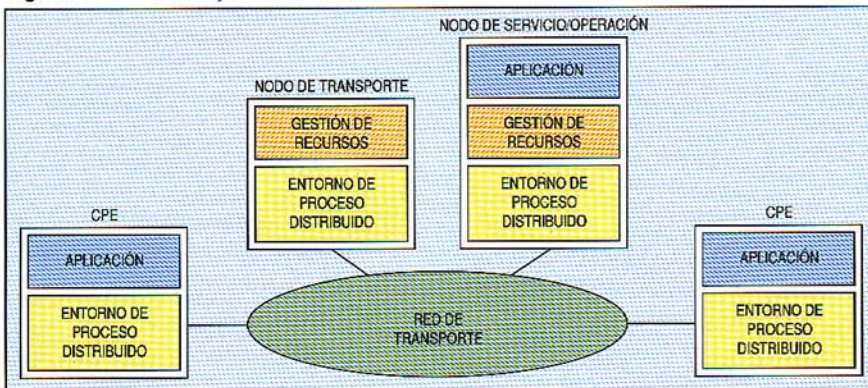 NODO DE SERVICIO/OPERACIÓN
APLICACIÓN
GESTIÓN DE
RECURSOS
ENTORNO DE
PROCESO
DISTRIBUIDO
NODO DE TRANSPORTE
GESTIÓN DE
RECURSOS
ENTORNO DE
PROCESO
DISTRIBUIDO
CPE
APLICACIÓN
ENTORNO DE
PROCESO
DISTRIBUIDO
CPE
APLICACIÓN
ENTORNO DE
PROCESO
DISTRIBUIDO
RED DE
TRANSPORTE